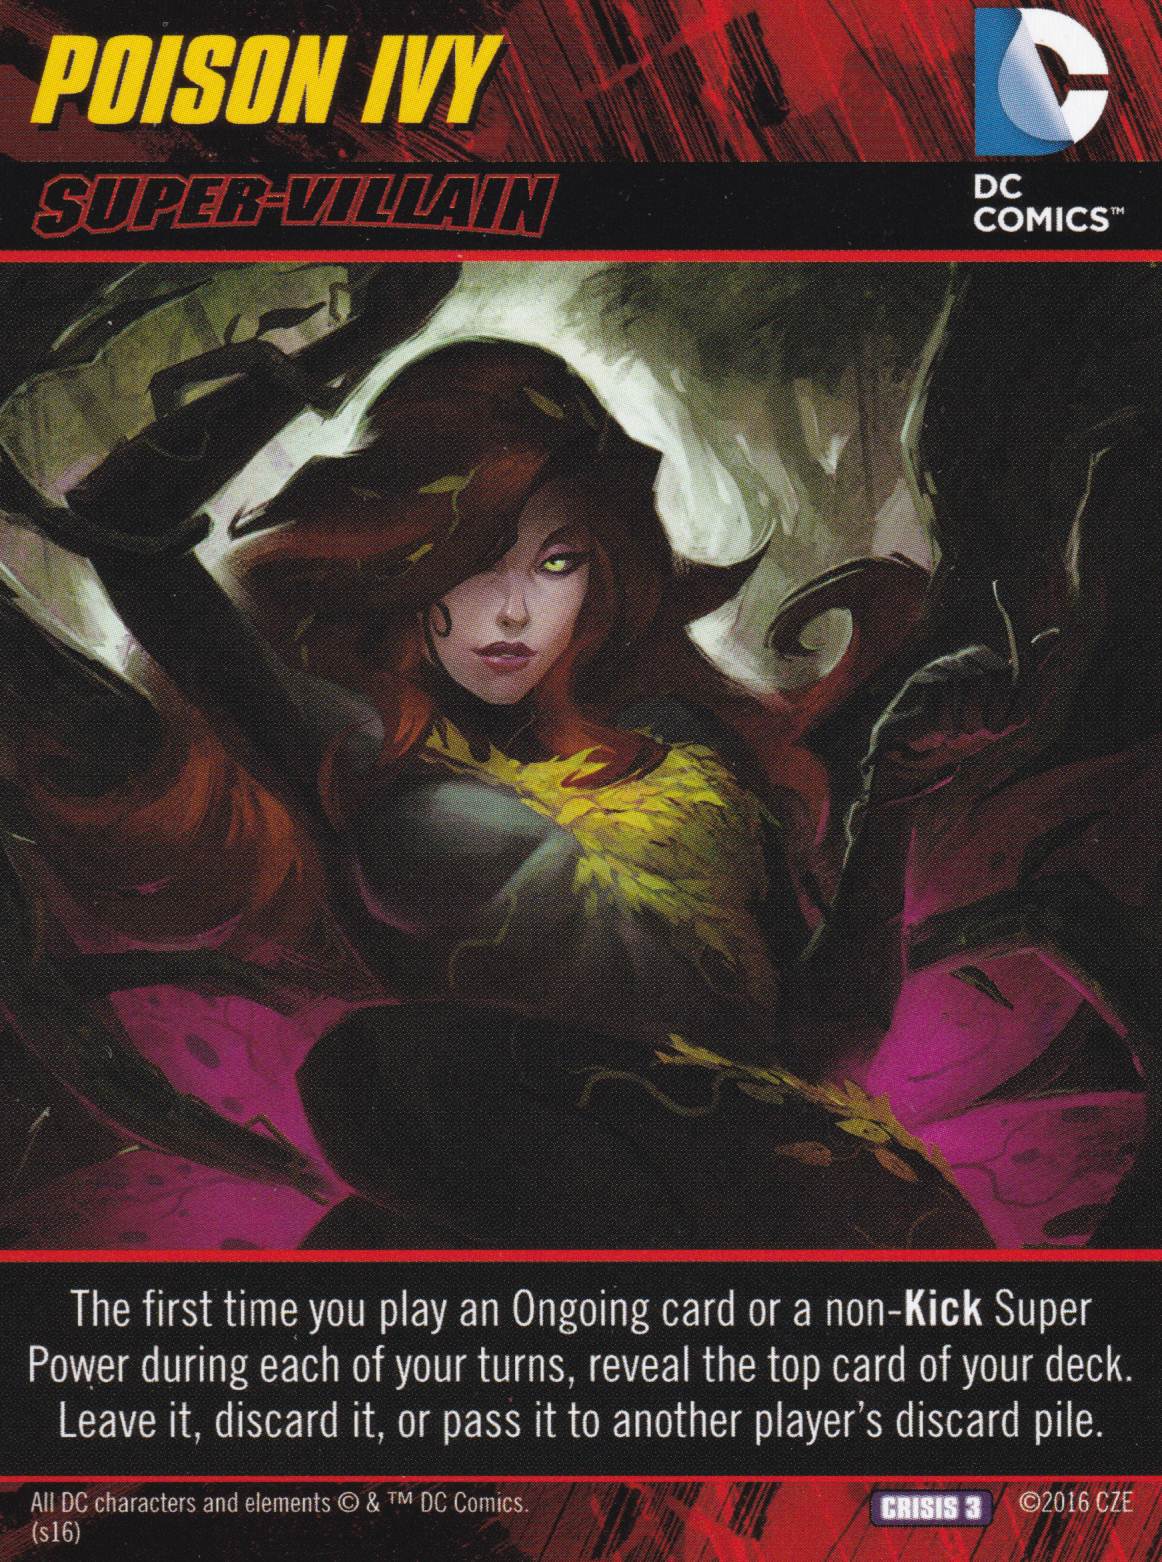 POISON IVY
SUPER-VILLAIN
DC
COMICS™
The first time you play an Ongoing card or a non-Kick Super
Power during each of your turns, reveal the top card of your deck.
Leave it, discard it, or pass it to another player's discard pile.
All DC characters and elements © & ™ DC Comics.
(s16)
CRISIS 3
©2016 CZE